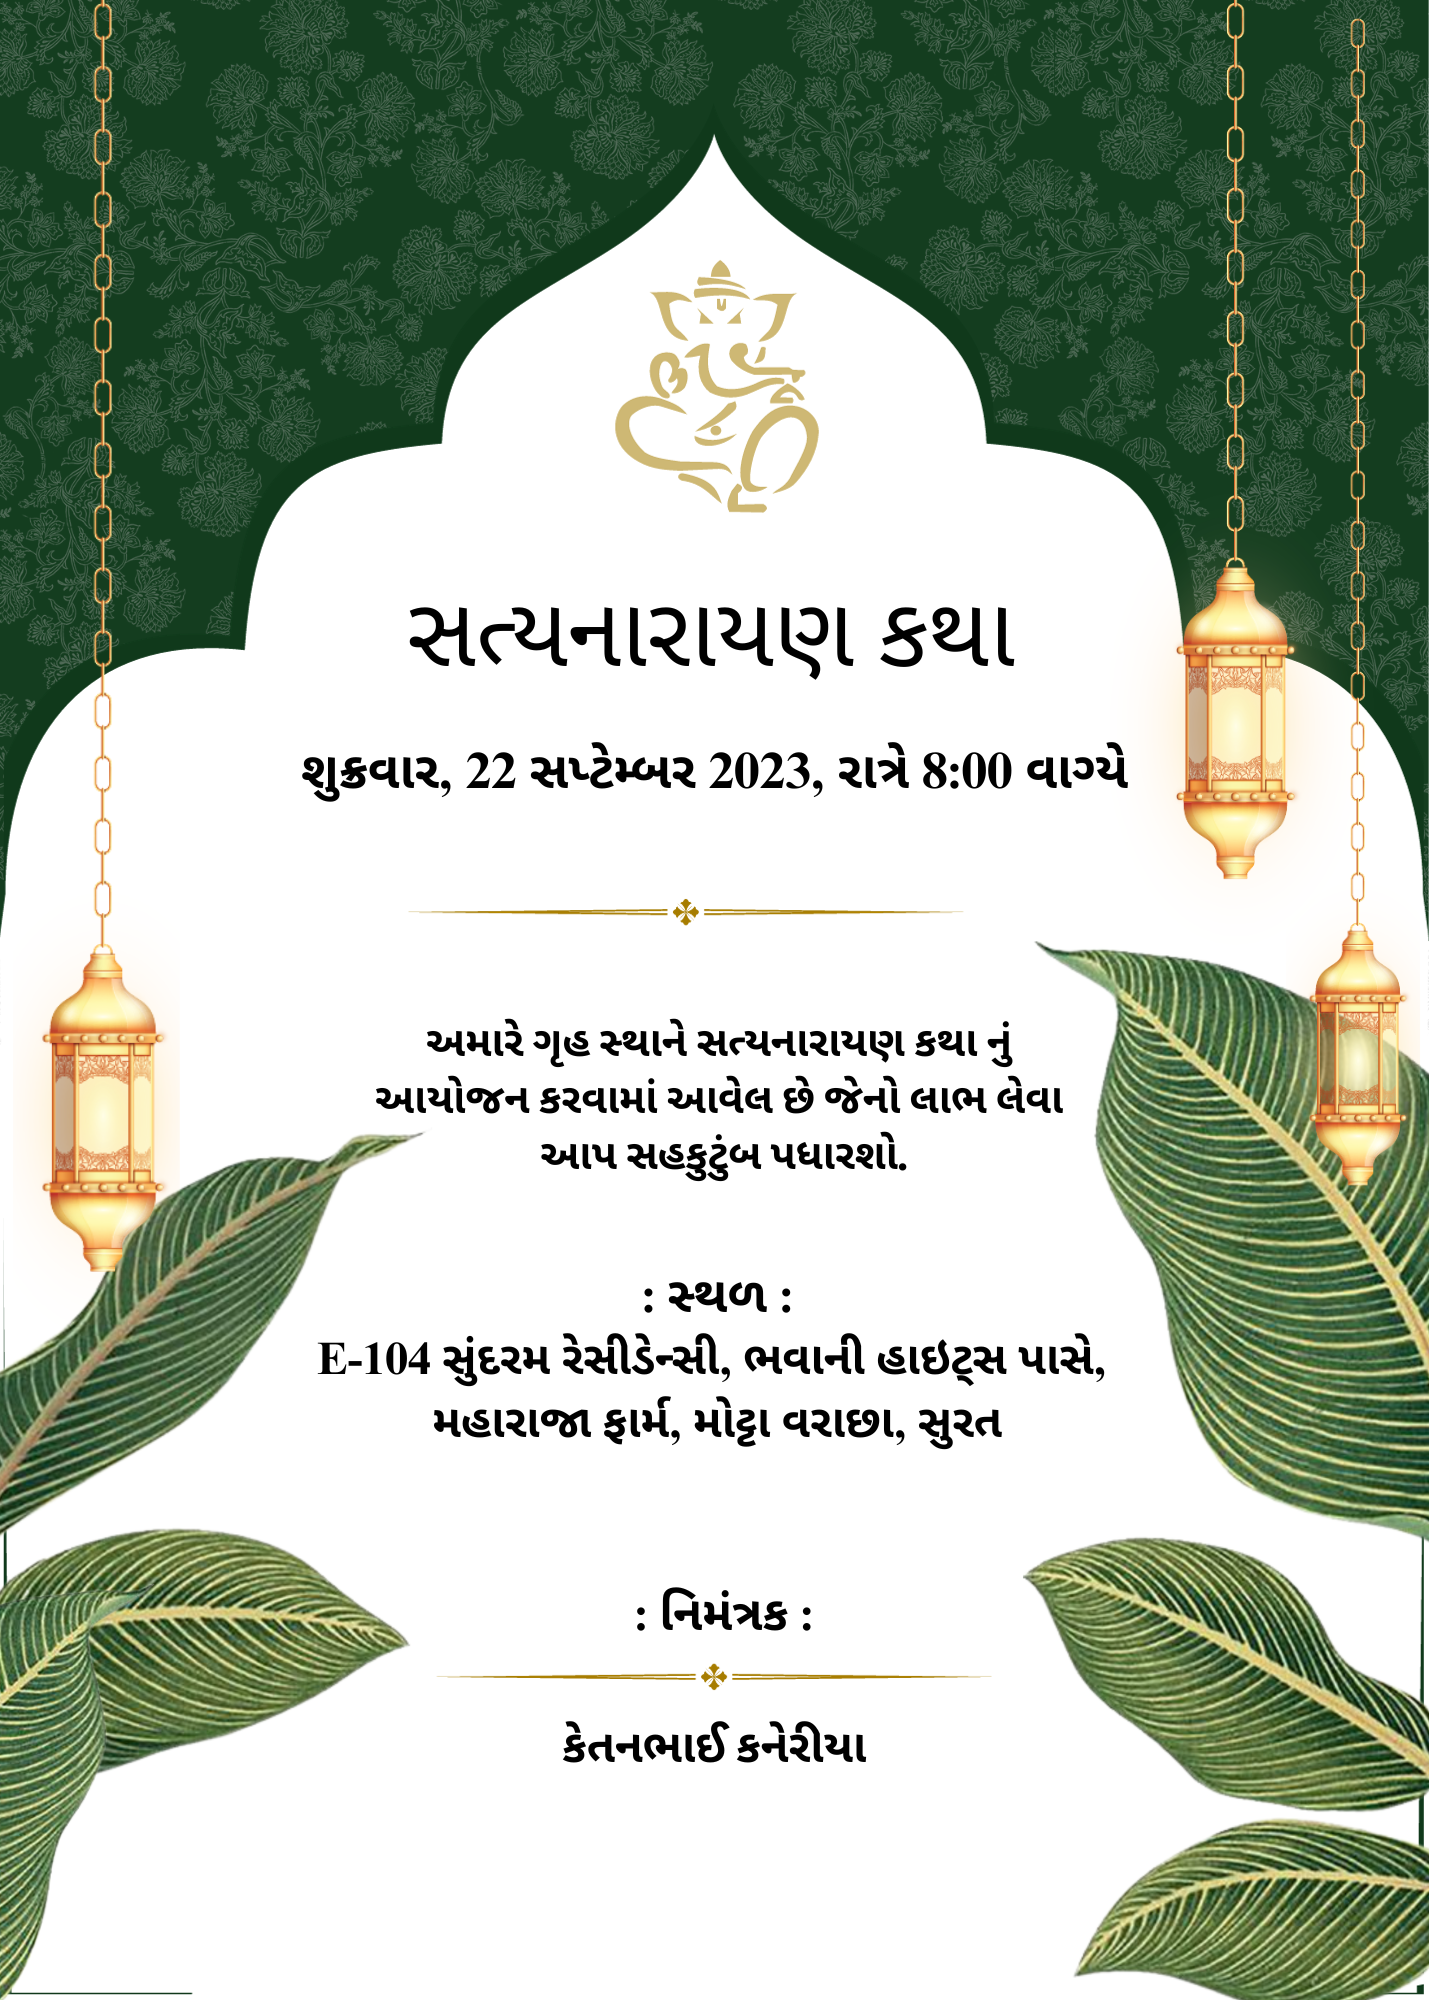 સત્યનારાયણ કથા
શુક્રવાર, 22 સપ્ટેમ્બર 2023, રાત્રે 8:00 વાગ્યે
અમારે ગૃહ સ્થાને સત્યનારાયણ કથા નું
આયોજન કરવામાં આવેલ છે જેનો લાભ લેવા
આપ સહકુટુંબ પધારશો.
: સ્થળ :
E-104 સુંદરમ રેસીડેન્સી, ભવાની હાઇટ્સ પાસે,
મહારાજા ફાર્મ, મોટ્ટા વરાછા, સુરત
: નિમંત્રક :
કેતનભાઈ કનેરીયા